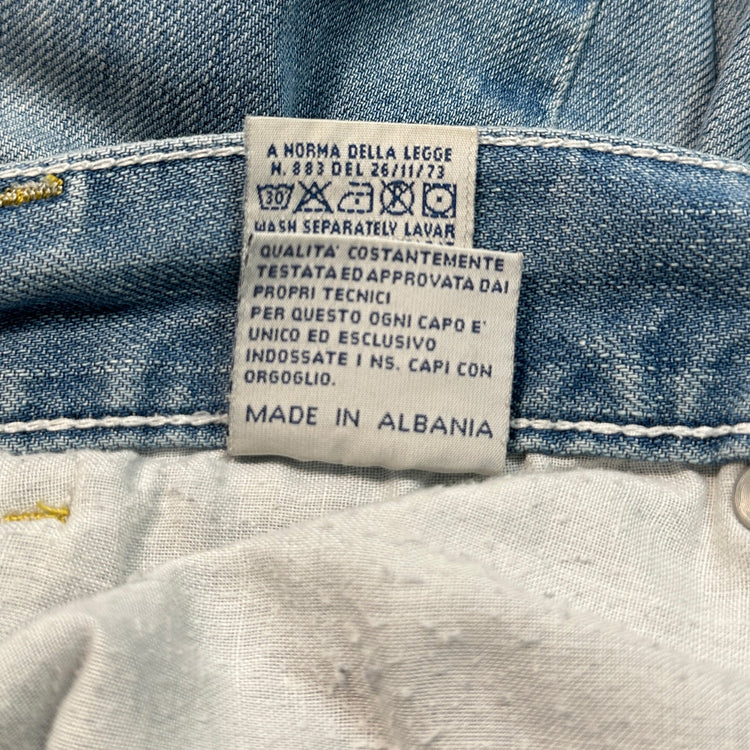 A NORMA DELLA LEGGE
N. 883 DEL 26/11/73
30
WASH SEPARATELY LAVAR
QUALITA' COSTANTEMENTE
TESTATA ED APPROVATA DAI
PROPRI TECNICI
PER QUESTO OGNI CAPO E'
UNICO ED ESCLUSIVO
INDOSSATE I NS. CAPI CON
ORGOGLIO.
MADE IN ALBANIA